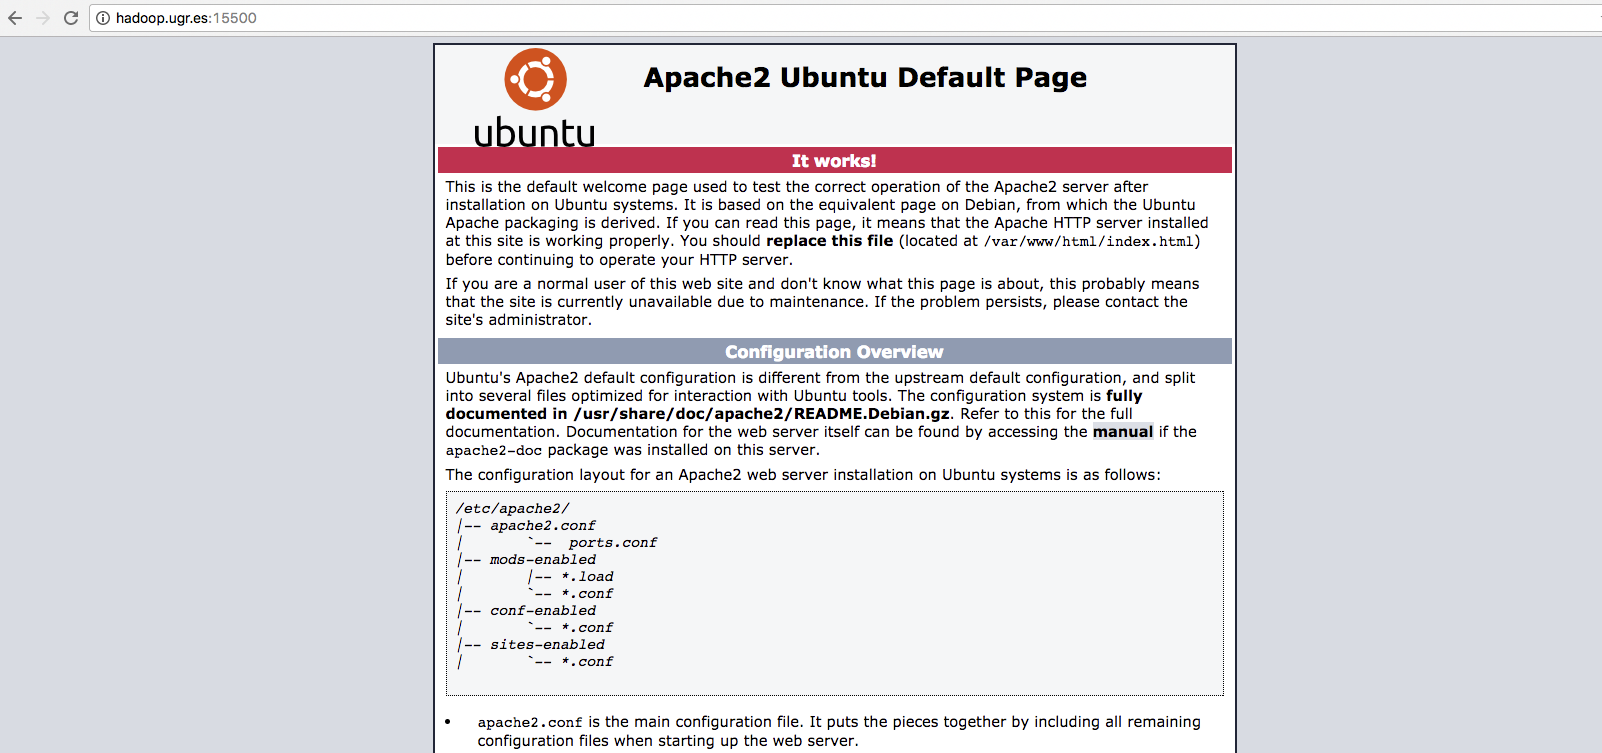 hadoop.ugr.es:15500
ubuntu
Apache2 Ubuntu Default Page
It works!
This is the default welcome page used to test the correct operation of the Apache2 server after
installation on Ubuntu systems. It is based on the equivalent page on Debian, from which the Ubuntu
Apache packaging is derived. If you can read this page, it means that the Apache HTTP server installed
at this site is working properly. You should replace this file (located at /var/www/html/index.html)
before continuing to operate your HTTP server.
If you are a normal user of this web site and don't know what this page is about, this probably means
that the site is currently unavailable due to maintenance. If the problem persists, please contact the
site's administrator.
Configuration Overview
Ubuntu's Apache2 default configuration is different from the upstream default configuration, and split
into several files optimized for interaction with Ubuntu tools. The configuration system is fully
documented in /usr/share/doc/apache2/README.Debian.gz. Refer to this for the full
documentation. Documentation for the web server itself can be found by accessing the manual if the
apache2-doc package was installed on this server.
The configuration layout for an Apache2 web server installation on Ubuntu systems is as follows:
/etc/apache2/
|-- apache2.conf
|       `--  ports.conf
|-- mods-enabled
|       |-- *.load
|       `-- *.conf
|-- conf-enabled
|       `-- *.conf
|-- sites-enabled
|       `-- *.conf
• apache2.conf is the main configuration file. It puts the pieces together by including all remaining
configuration files when starting up the web server.